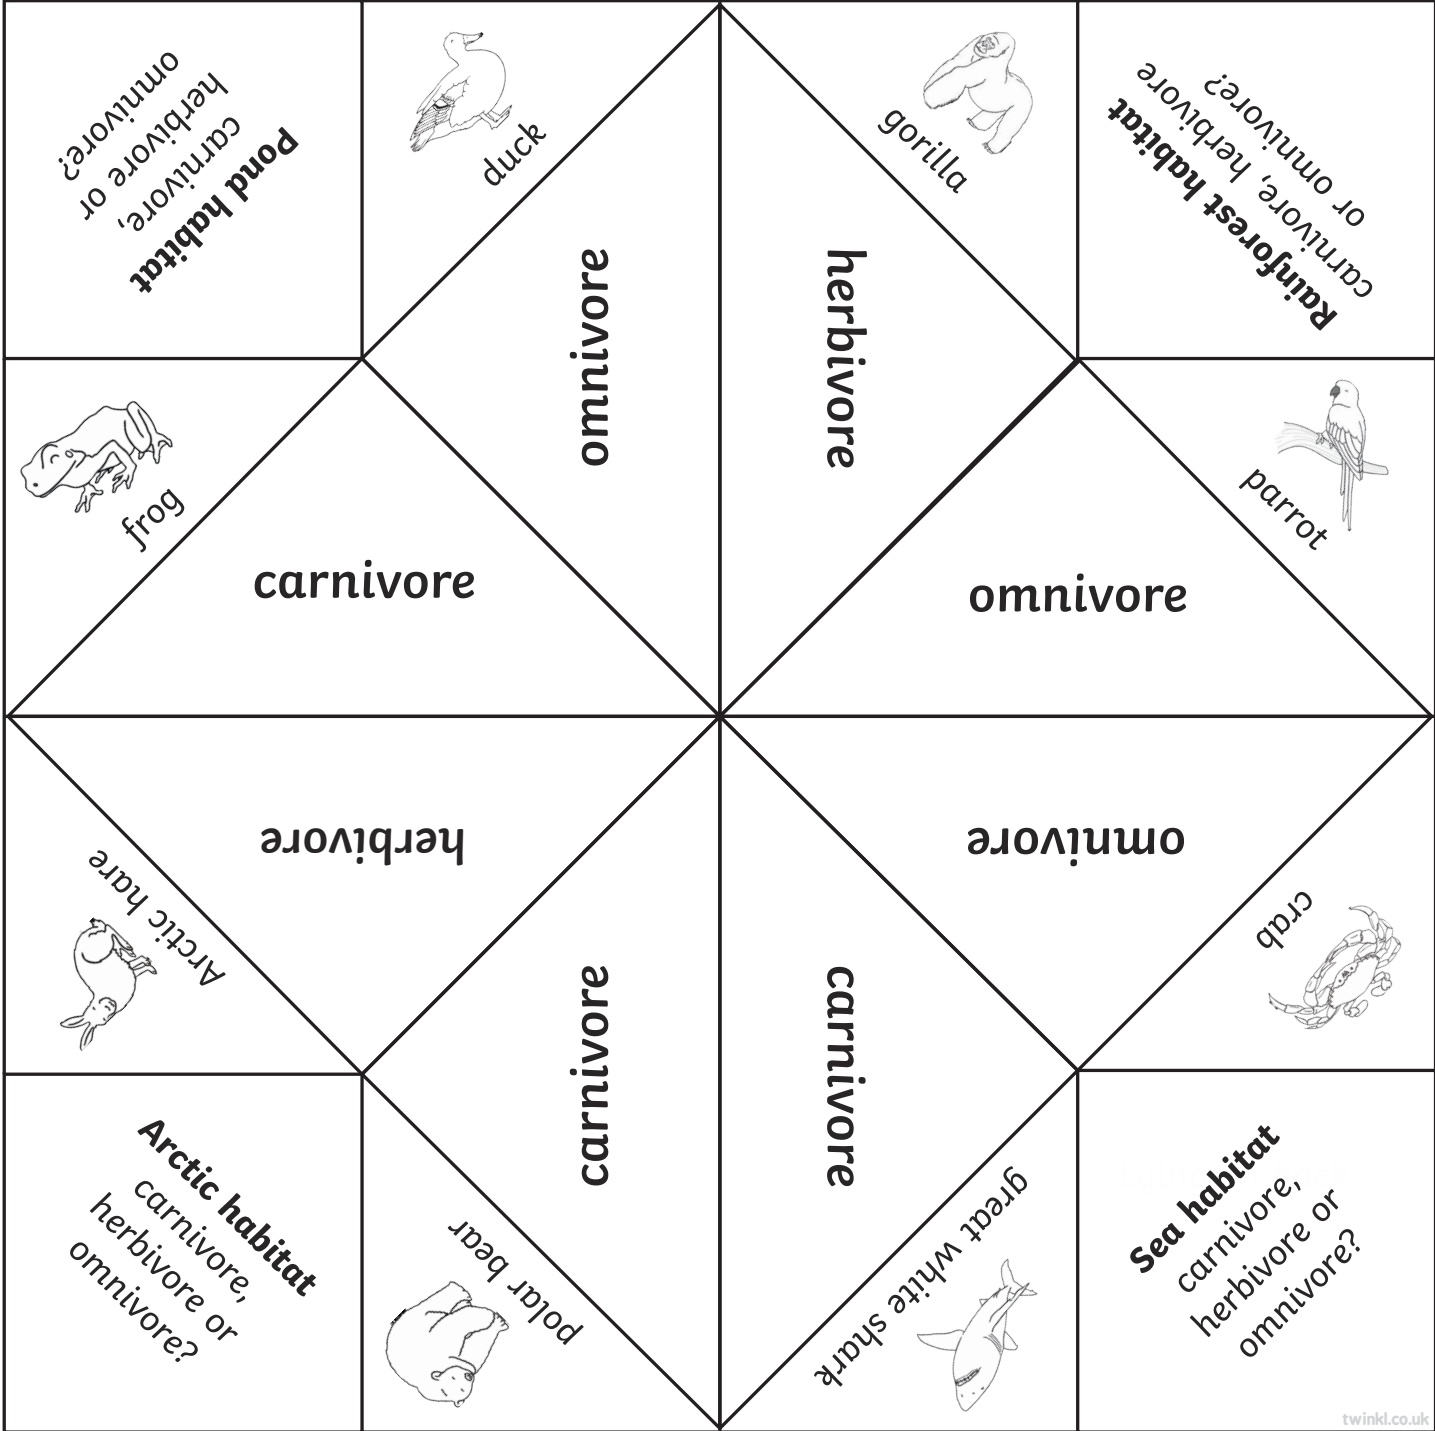 Pond habitat
carnivore,
herbivore or
omnivore?
duck
gorilla
Rainforest habitat
carnivore, herbivore
or omnivore?
omnivore
herbivore
frog
parrot
carnivore
omnivore
herbivore
omnivore
Arctic hare
crab
carnivore
carnivore
Arctic habitat
carnivore,
herbivore or
omnivore?
polar bear
great white shark
Sea habitat
carnivore,
herbivore or
omnivore?
twinkl.co.uk